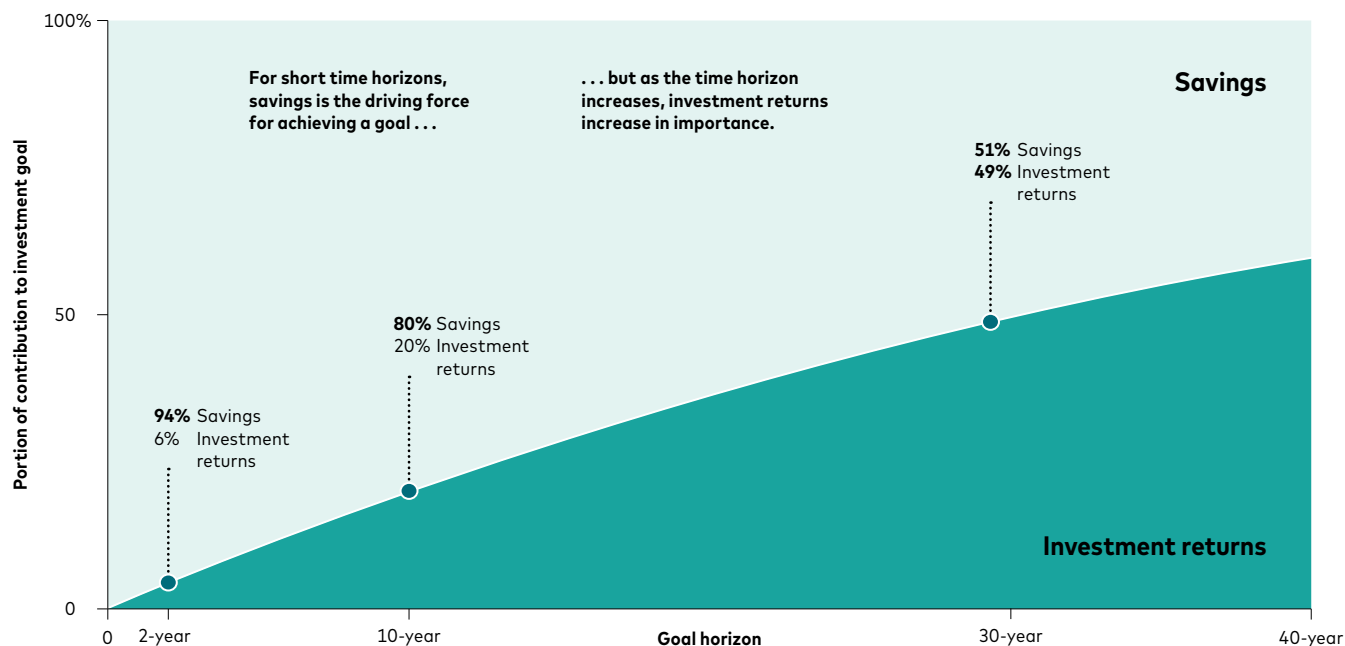 100%
For short time horizons,
savings is the driving force
for achieving a goal . . .
. . . but as the time horizon
increases, investment returns
increase in importance.
Savings
51% Savings
49% Investment
returns
Portion of contribution to investment goal
50
80% Savings
20% Investment
returns
94% Savings
6% Investment
returns
Investment returns
0
0
2-year
10-year
Goal horizon
30-year
40-year